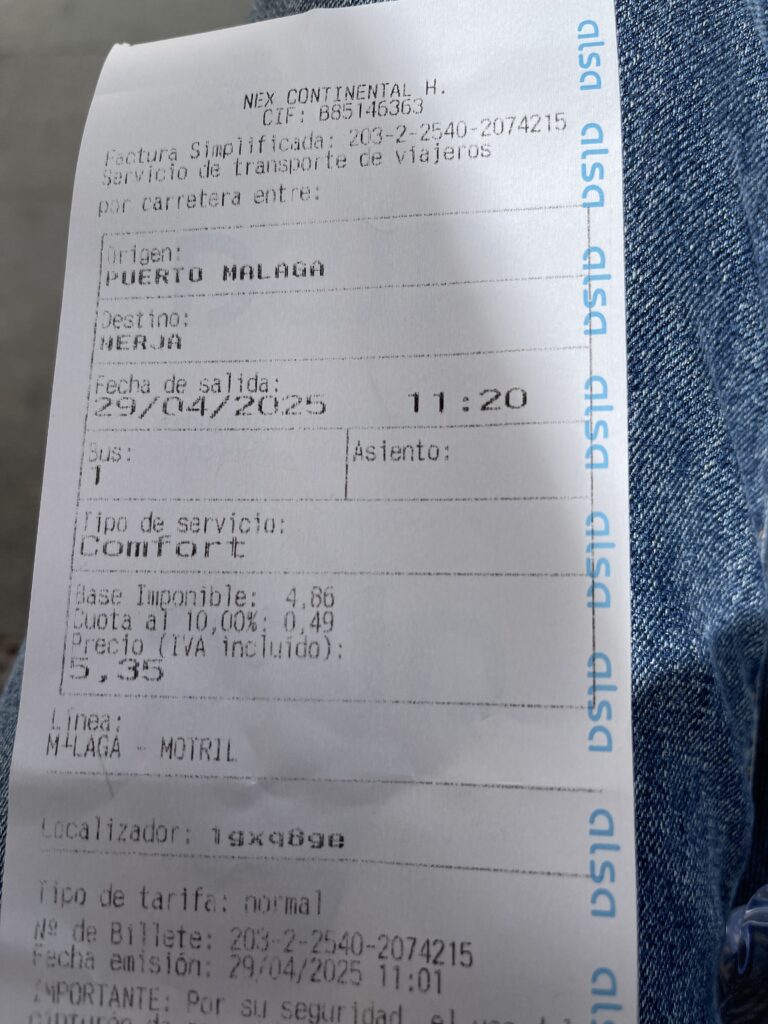 NEX CONTINENTAL H.
CIF: B85146363
Factura Simplificada: 203-2-2540-2074215
Servicio de transporte de viajeros
por carretera entre:
Origen:
PUERTO MALAGA
Destino:
NERJA
Fecha de salida:
29/04/2025 11:20
Bus: Asiento:
1
Tipo de servicio:
Comfort
Base Imponible: 4,86
Cuota al 10,00%: 0,49
Precio (IVA incluido):
5,35
Línea:
M┴LAGA - MOTRIL
Localizador: 1gxq8ge
Tipo de tarifa: normal
Nº de Billete: 203-2-2540-2074215
Fecha emisión: 29/04/2025 11:01
IMPORTANTE: Por su seguridad, el uso del
alsa
alsa
alsa
alsa
alsa
alsa
alsa
alsa